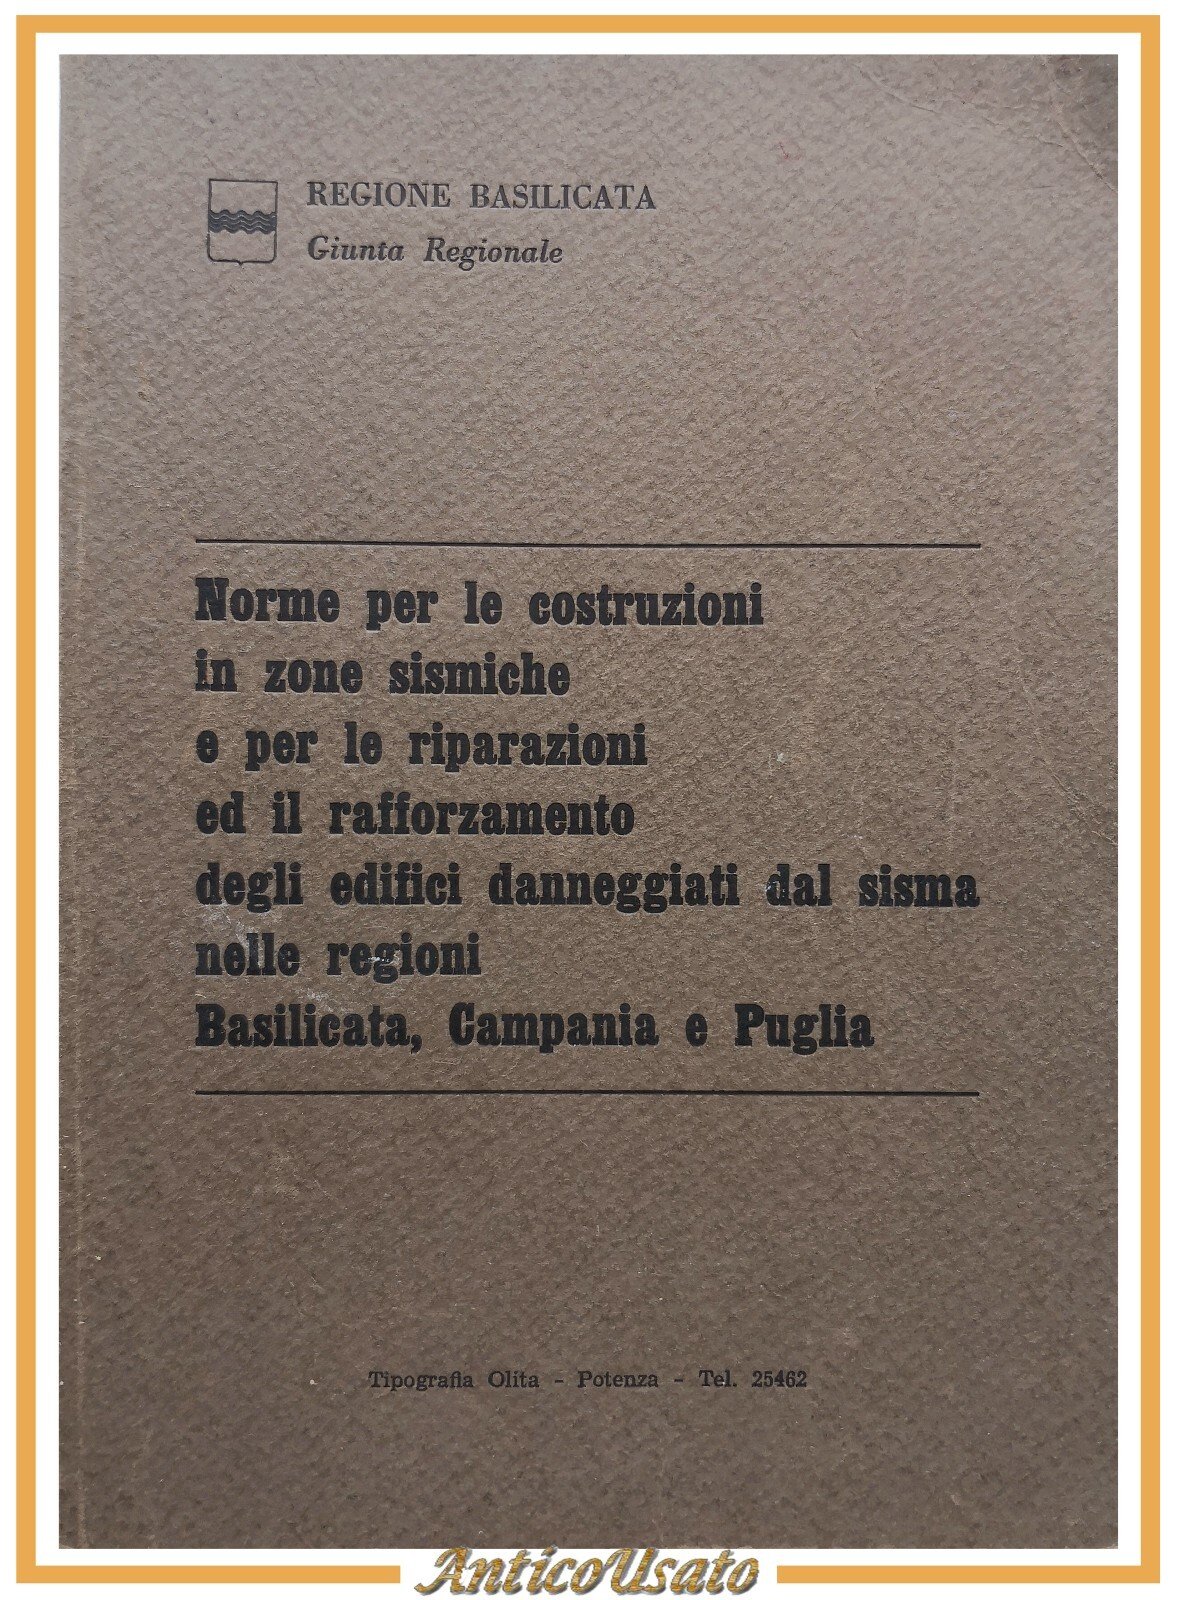 REGIONE BASILICATA
Giunta Regionale
Norme per le costruzioni
in zone sismiche
e per le riparazioni
ed il rafforzamento
degli edifici danneggiati dal sisma
nelle regioni
Basilicata, Campania e Puglia
Tipografia Olita - Potenza - Tel. 25462
AnticoUsato